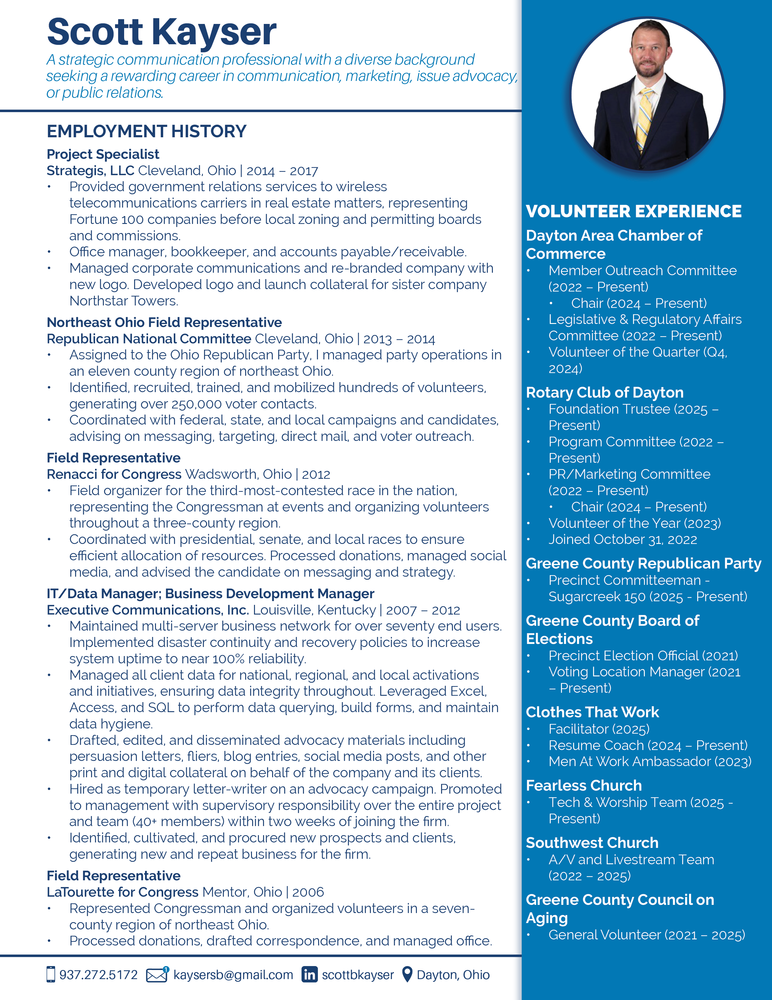 Scott Kayser
A strategic communication professional with a diverse background
seeking a rewarding career in communication, marketing, issue advocacy,
or public relations.
EMPLOYMENT HISTORY
Project Specialist
Strategis, LLC Cleveland, Ohio | 2014 – 2017
• Provided government relations services to wireless
telecommunications carriers in real estate matters, representing
Fortune 100 companies before local zoning and permitting boards
and commissions.
• Office manager, bookkeeper, and accounts payable/receivable.
• Managed corporate communications and re-branded company with
new logo. Developed logo and launch collateral for sister company
Northstar Towers.
Northeast Ohio Field Representative
Republican National Committee Cleveland, Ohio | 2013 – 2014
• Assigned to the Ohio Republican Party, I managed party operations in
an eleven county region of northeast Ohio.
• Identified, recruited, trained, and mobilized hundreds of volunteers,
generating over 250,000 voter contacts.
• Coordinated with federal, state, and local campaigns and candidates,
advising on messaging, targeting, direct mail, and voter outreach.
Field Representative
Renacci for Congress Wadsworth, Ohio | 2012
• Field organizer for the third-most-contested race in the nation,
representing the Congressman at events and organizing volunteers
throughout a three-county region.
• Coordinated with presidential, senate, and local races to ensure
efficient allocation of resources. Processed donations, managed social
media, and advised the candidate on messaging and strategy.
IT/Data Manager; Business Development Manager
Executive Communications, Inc. Louisville, Kentucky | 2007 – 2012
• Maintained multi-server business network for over seventy end users.
Implemented disaster continuity and recovery policies to increase
system uptime to near 100% reliability.
• Managed all client data for national, regional, and local activations
and initiatives, ensuring data integrity throughout. Leveraged Excel,
Access, and SQL to perform data querying, build forms, and maintain
data hygiene.
• Drafted, edited, and disseminated advocacy materials including
persuasion letters, fliers, blog entries, social media posts, and other
print and digital collateral on behalf of the company and its clients.
• Hired as temporary letter-writer on an advocacy campaign. Promoted
to management with supervisory responsibility over the entire project
and team (40+ members) within two weeks of joining the firm.
• Identified, cultivated, and procured new prospects and clients,
generating new and repeat business for the firm.
Field Representative
LaTourette for Congress Mentor, Ohio | 2006
• Represented Congressman and organized volunteers in a seven-
county region of northeast Ohio.
• Processed donations, drafted correspondence, and managed office.
937.272.5172 1 kaysersb@gmail.com in scottbkayser Dayton, Ohio
VOLUNTEER EXPERIENCE
Dayton Area Chamber of
Commerce
• Member Outreach Committee
(2022 – Present)
• Chair (2024 – Present)
• Legislative & Regulatory Affairs
Committee (2022 – Present)
• Volunteer of the Quarter (Q4,
2024)
Rotary Club of Dayton
• Foundation Trustee (2025 –
Present)
• Program Committee (2022 –
Present)
• PR/Marketing Committee
(2022 – Present)
• Chair (2024 – Present)
• Volunteer of the Year (2023)
• Joined October 31, 2022
Greene County Republican Party
• Precinct Committeeman -
Sugarcreek 150 (2025 - Present)
Greene County Board of
Elections
• Precinct Election Official (2021)
• Voting Location Manager (2021
– Present)
Clothes That Work
• Facilitator (2025)
• Resume Coach (2024 – Present)
• Men At Work Ambassador (2023)
Fearless Church
• Tech & Worship Team (2025 -
Present)
Southwest Church
• A/V and Livestream Team
(2022 – 2025)
Greene County Council on
Aging
• General Volunteer (2021 – 2025)